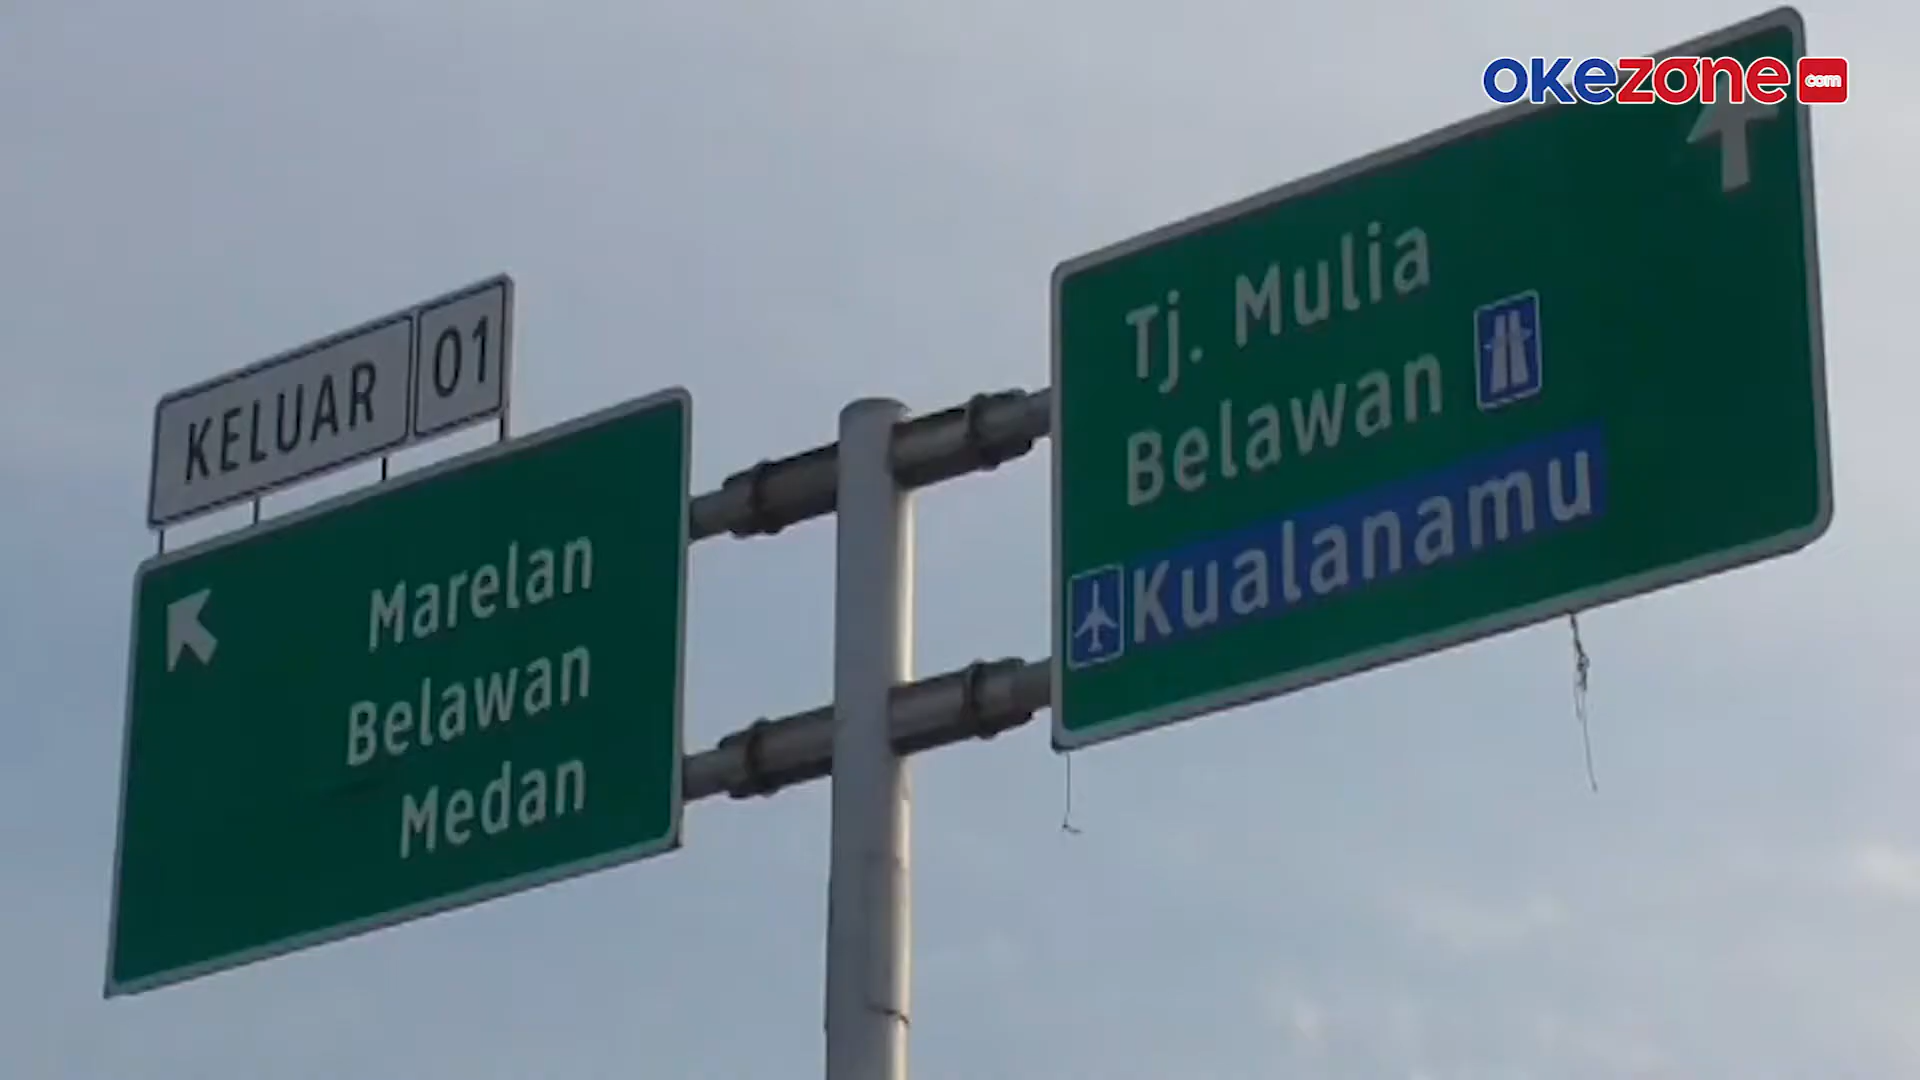 okezone.com
KELUAR 01
Marelan
Belawan
Medan
Tj. Mulia
Belawan
Kualanamu